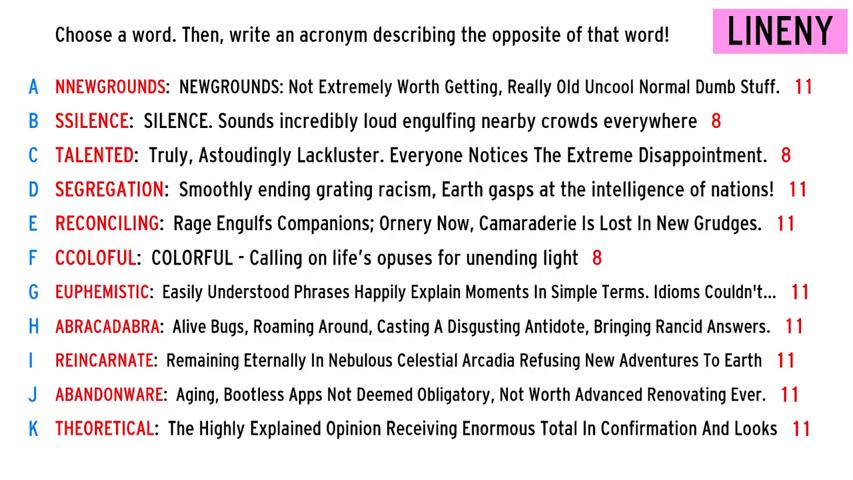 Choose a word. Then, write an acronym describing the opposite of that word!
LINENY
A NNEWGROUNDS: NEWGROUNDS: Not Extremely Worth Getting, Really Old Uncool Normal Dumb Stuff. 11
B SSILENCE: SILENCE. Sounds incredibly loud engulfing nearby crowds everywhere 8
C TALENTED: Truly, Astoudingly Lackluster. Everyone Notices The Extreme Disappointment. 8
D SEGREGATION: Smoothly ending grating racism, Earth gasps at the intelligence of nations! 11
E RECONCILING: Rage Engulfs Companions; Ornery Now, Camaraderie Is Lost In New Grudges. 11
F CCOLOFUL: COLORFUL - Calling on life's opuses for unending light 8
G EUPHEMISTIC: Easily Understood Phrases Happily Explain Moments In Simple Terms. Idioms Couldn't... 11
H ABRACADABRA: Alive Bugs, Roaming Around, Casting A Disgusting Antidote, Bringing Rancid Answers. 11
I REINCARNATE: Remaining Eternally In Nebulous Celestial Arcadia Refusing New Adventures To Earth 11
J ABANDONWARE: Aging, Bootless Apps Not Deemed Obligatory, Not Worth Advanced Renovating Ever. 11
K THEORETICAL: The Highly Explained Opinion Receiving Enormous Total In Confirmation And Looks 11